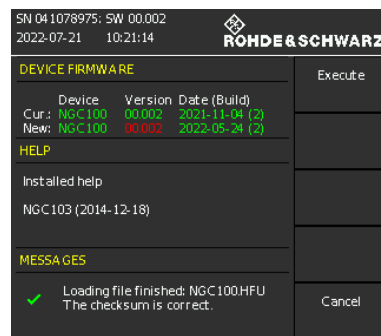 SN 041078975: SW 00.002
2022-07-21 10:21:14
ROHDE & SCHWARZ
DEVICE FIRMWARE
Execute
Device Version Date (Build)
Cur.: NGC100 00.002 2021-11-04 (2)
New: NGC100 00.002 2022-05-24 (2)
HELP
Installed help
NGC103 (2014-12-18)
MESSAGES
Loading file finished: NGC100.HFU
The checksum is correct.
Cancel